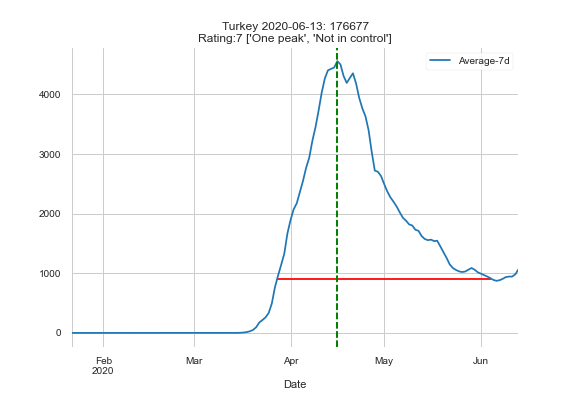 Turkey 2020-06-13: 176677
Rating:7 ['One peak', 'Not in control']
Average-7d
4000
3000
2000
1000
0
Feb
2020
Mar
Apr
May
Jun
Date